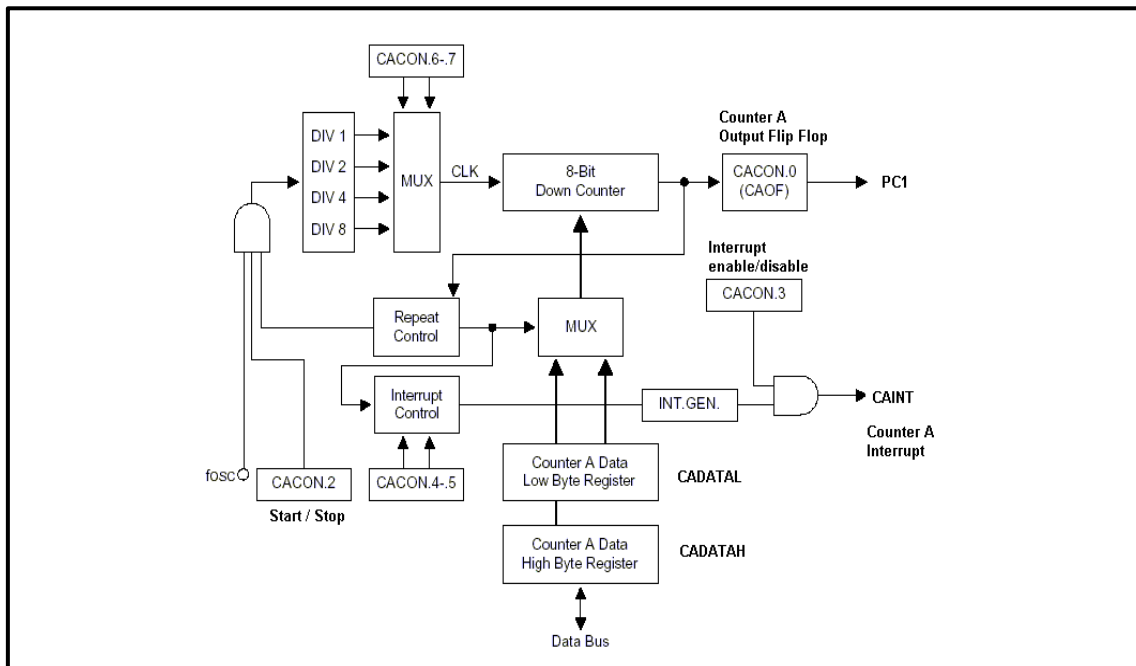 CACON.6-.7
DIV 1
DIV 2
DIV 4
DIV 8
MUX
CLK
8-Bit
Down Counter
Counter A
Output Flip Flop
CACON.0
(CAOF)
PC1
Interrupt
enable/disable
CACON.3
Repeat
Control
MUX
Interrupt
Control
INT.GEN.
CAINT
Counter A
Interrupt
fosc
CACON.2
Start / Stop
CACON.4-.5
Counter A Data
Low Byte Register
CADATAL
Counter A Data
High Byte Register
CADATAH
Data Bus